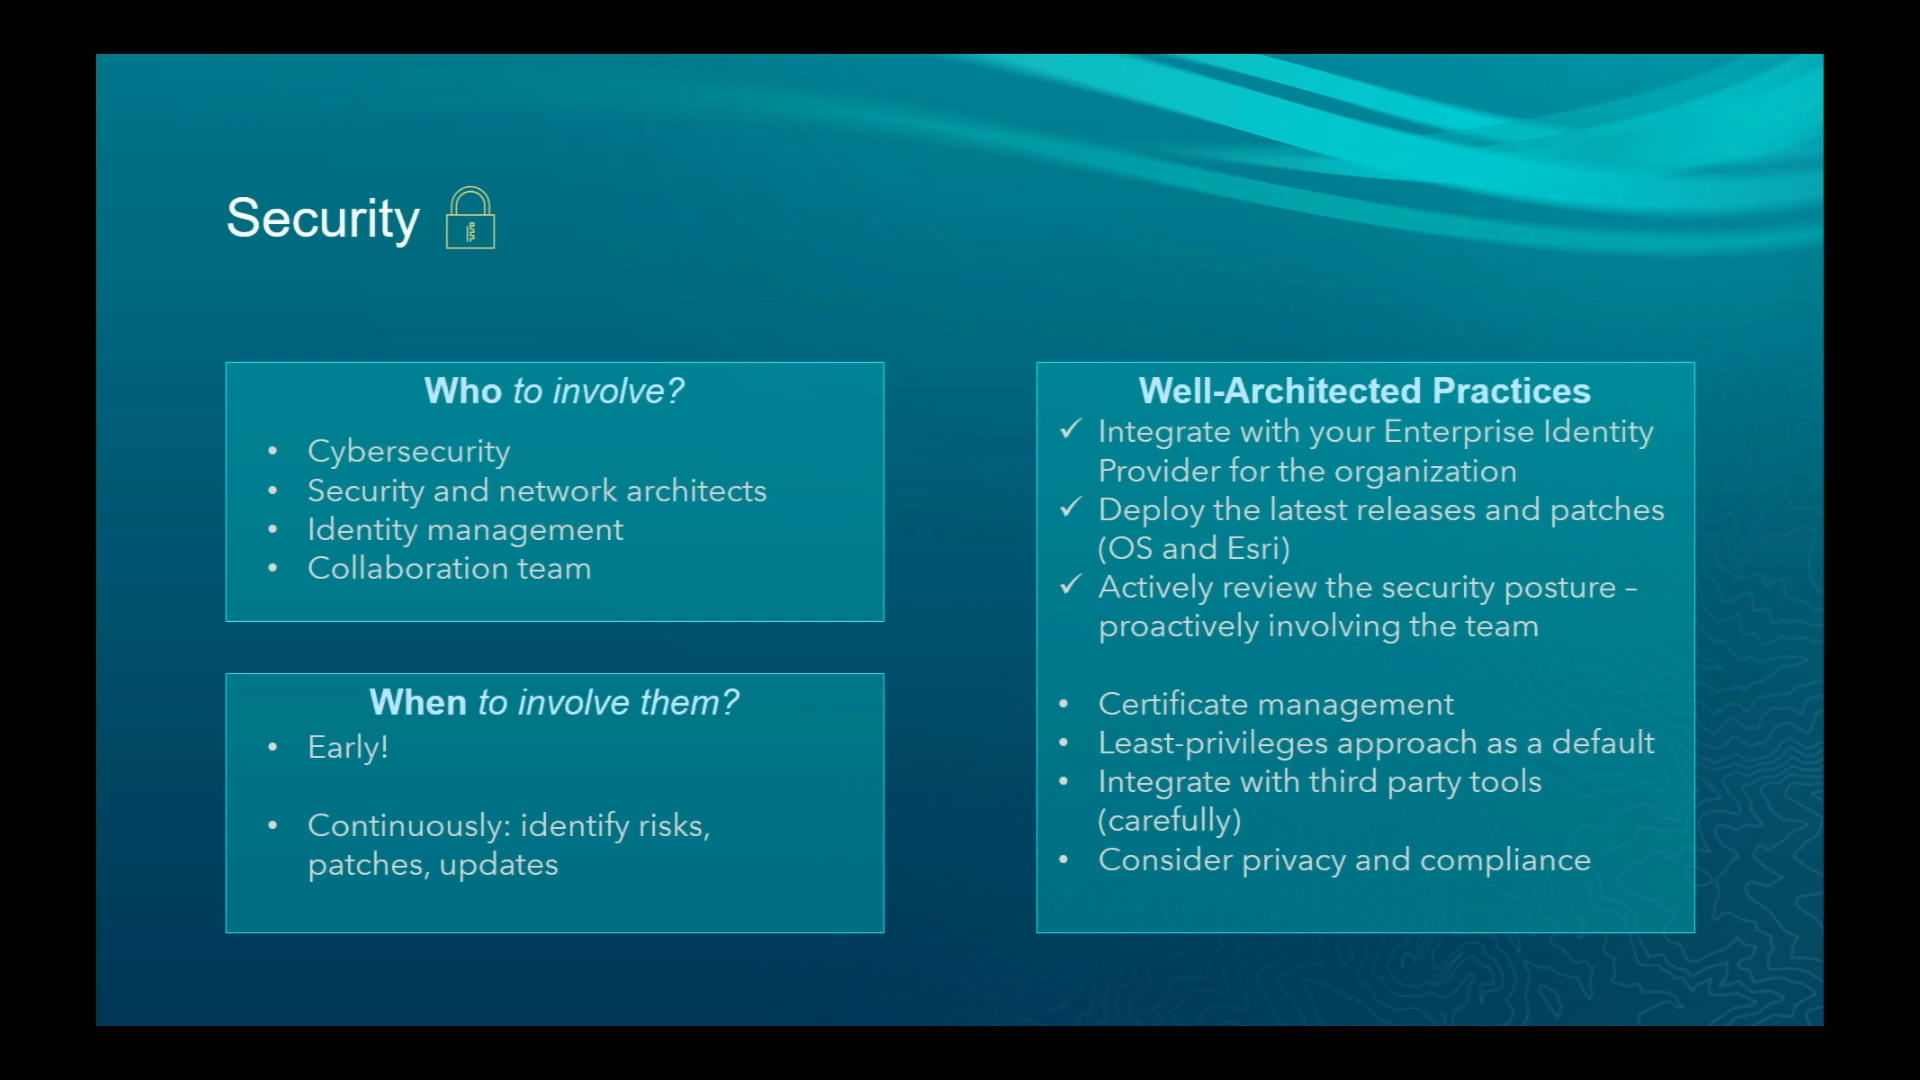 Security
Who to involve?
• Cybersecurity
• Security and network architects
• Identity management
• Collaboration team
When to involve them?
• Early!
• Continuously: identify risks,
patches, updates
Well-Architected Practices
✓ Integrate with your Enterprise Identity
Provider for the organization
✓ Deploy the latest releases and patches
(OS and Esri)
✓ Actively review the security posture –
proactively involving the team
• Certificate management
• Least-privileges approach as a default
• Integrate with third party tools
(carefully)
• Consider privacy and compliance